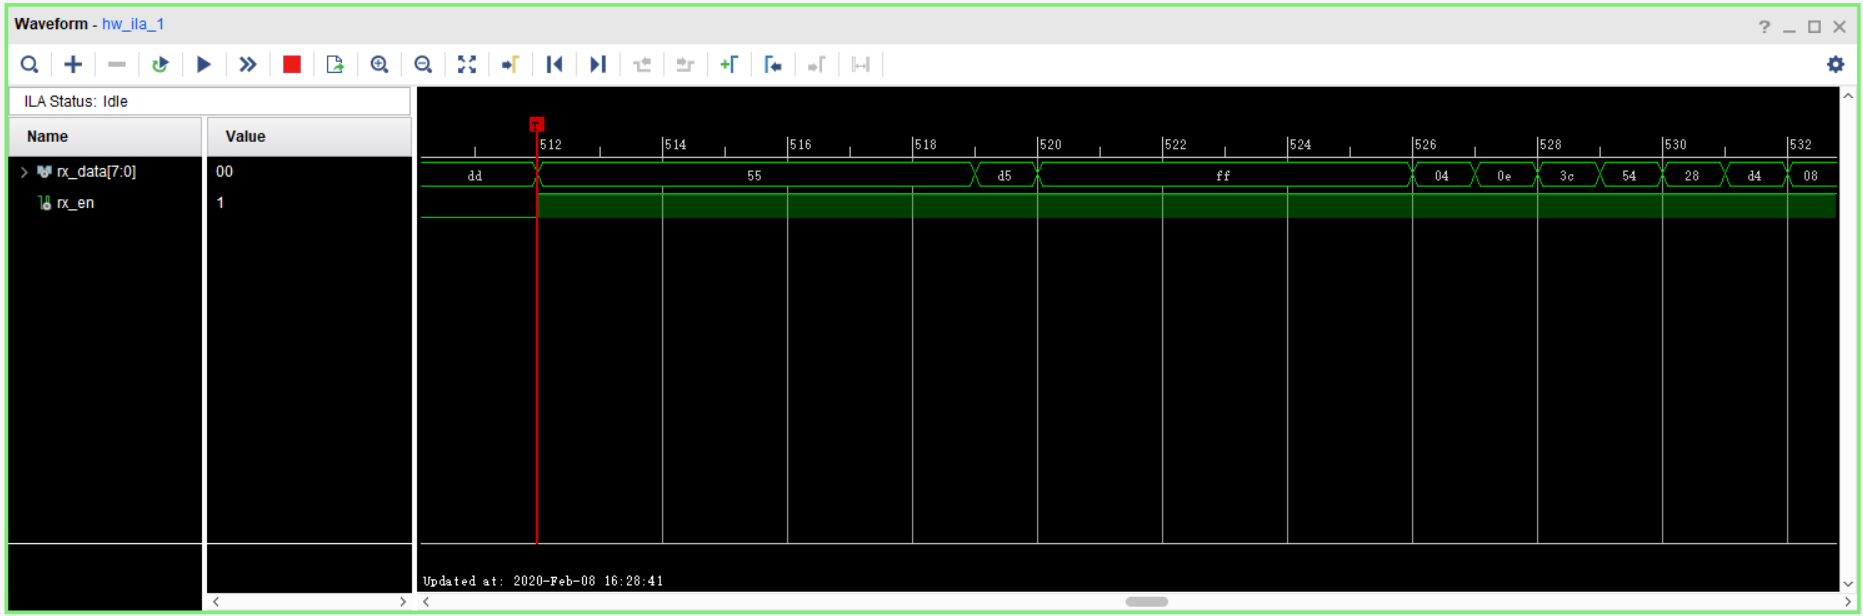 Waveform - hw_ila_1
?
ILA Status: Idle
Name Value
T
512 514 516 518 520 522 524 526 528 530 532
rx_data[7:0] 00 dd 55 d5 ff 04 0e 3c 54 28 d4 08
rx_en 1
Updated at: 2020-Feb-08 16:28:41